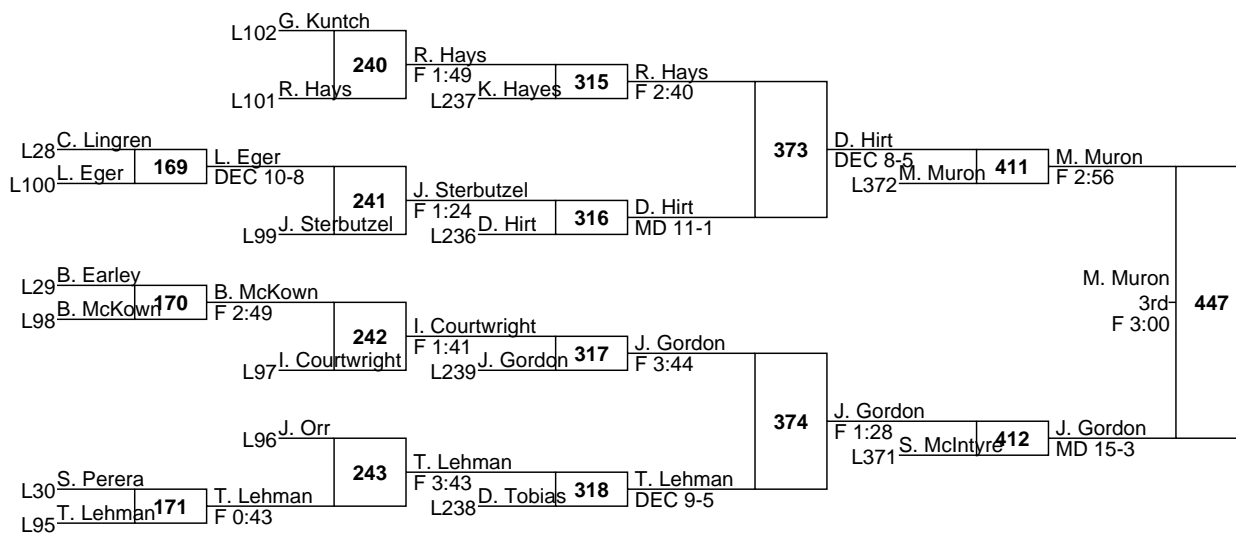 G. Kuntch
L102
240
R. Hays
F 1:49
R. Hays
L101
K. Hayes
L237
315
R. Hays
F 2:40
C. Lingren
L28
169
L. Eger
L100
L. Eger
DEC 10-8
241
J. Sterbutzel
L99
J. Sterbutzel
F 1:24
D. Hirt
L236
316
D. Hirt
MD 11-1
373
D. Hirt
DEC 8-5
M. Muron
L372
411
M. Muron
F 2:56
B. Earley
L29
170
B. McKown
L98
B. McKown
F 2:49
242
I. Courtwright
L97
I. Courtwright
F 1:41
J. Gordon
L239
317
J. Gordon
F 3:44
M. Muron
3rd
F 3:00
447
J. Orr
L96
243
S. Perera
L30
171
T. Lehman
L95
T. Lehman
F 0:43
T. Lehman
F 3:43
D. Tobias
L238
318
T. Lehman
DEC 9-5
374
J. Gordon
F 1:28
S. McIntyre
L371
412
J. Gordon
MD 15-3